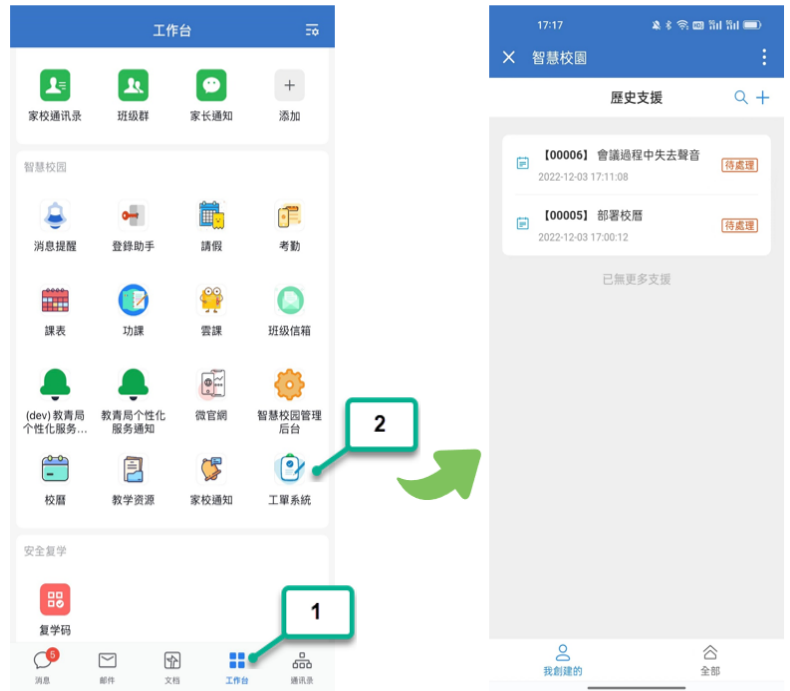 工作台
家校通讯录
班级群
家长通知
添加
智慧校园
消息提醒
登錄助手
請假
考勤
課表
功課
雲課
班级信箱
(dev) 教青局
个性化服务...
教青局个性化
服务通知
微官網
智慧校园管理
后台
2
校曆
教学资源
家校通知
工單系統
安全复学
复学码
1
5
消息
邮件
文档
工作台
通讯录
17:17
智慧校園
歷史支援
【00006】 會議過程中失去聲音
2022-12-03 17:11:08
待處理
【00005】 部署校曆
2022-12-03 17:00:12
待處理
已無更多支援
我創建的
全部